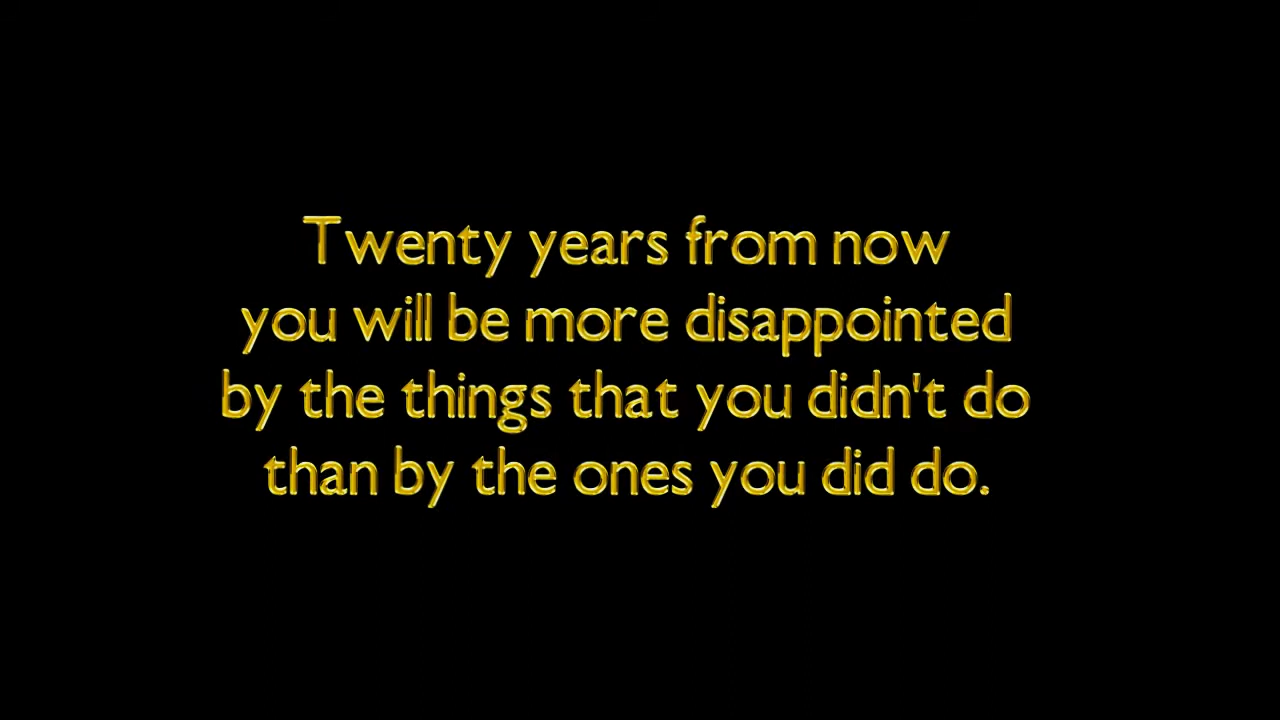 Twenty years from now
you will be more disappointed
by the things that you didn't do
than by the ones you did do.